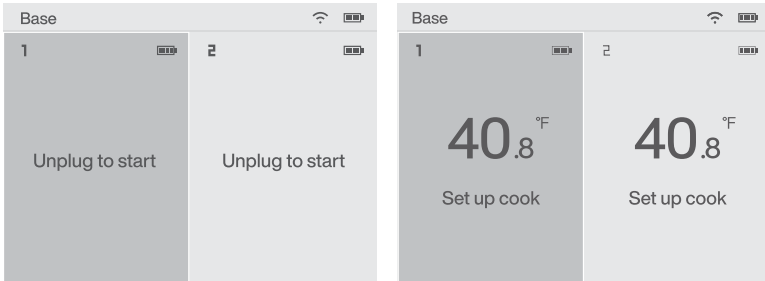 Base
1
2
Unplug to start
Unplug to start
Base
1
2
40.8°F
40.8°F
Set up cook
Set up cook